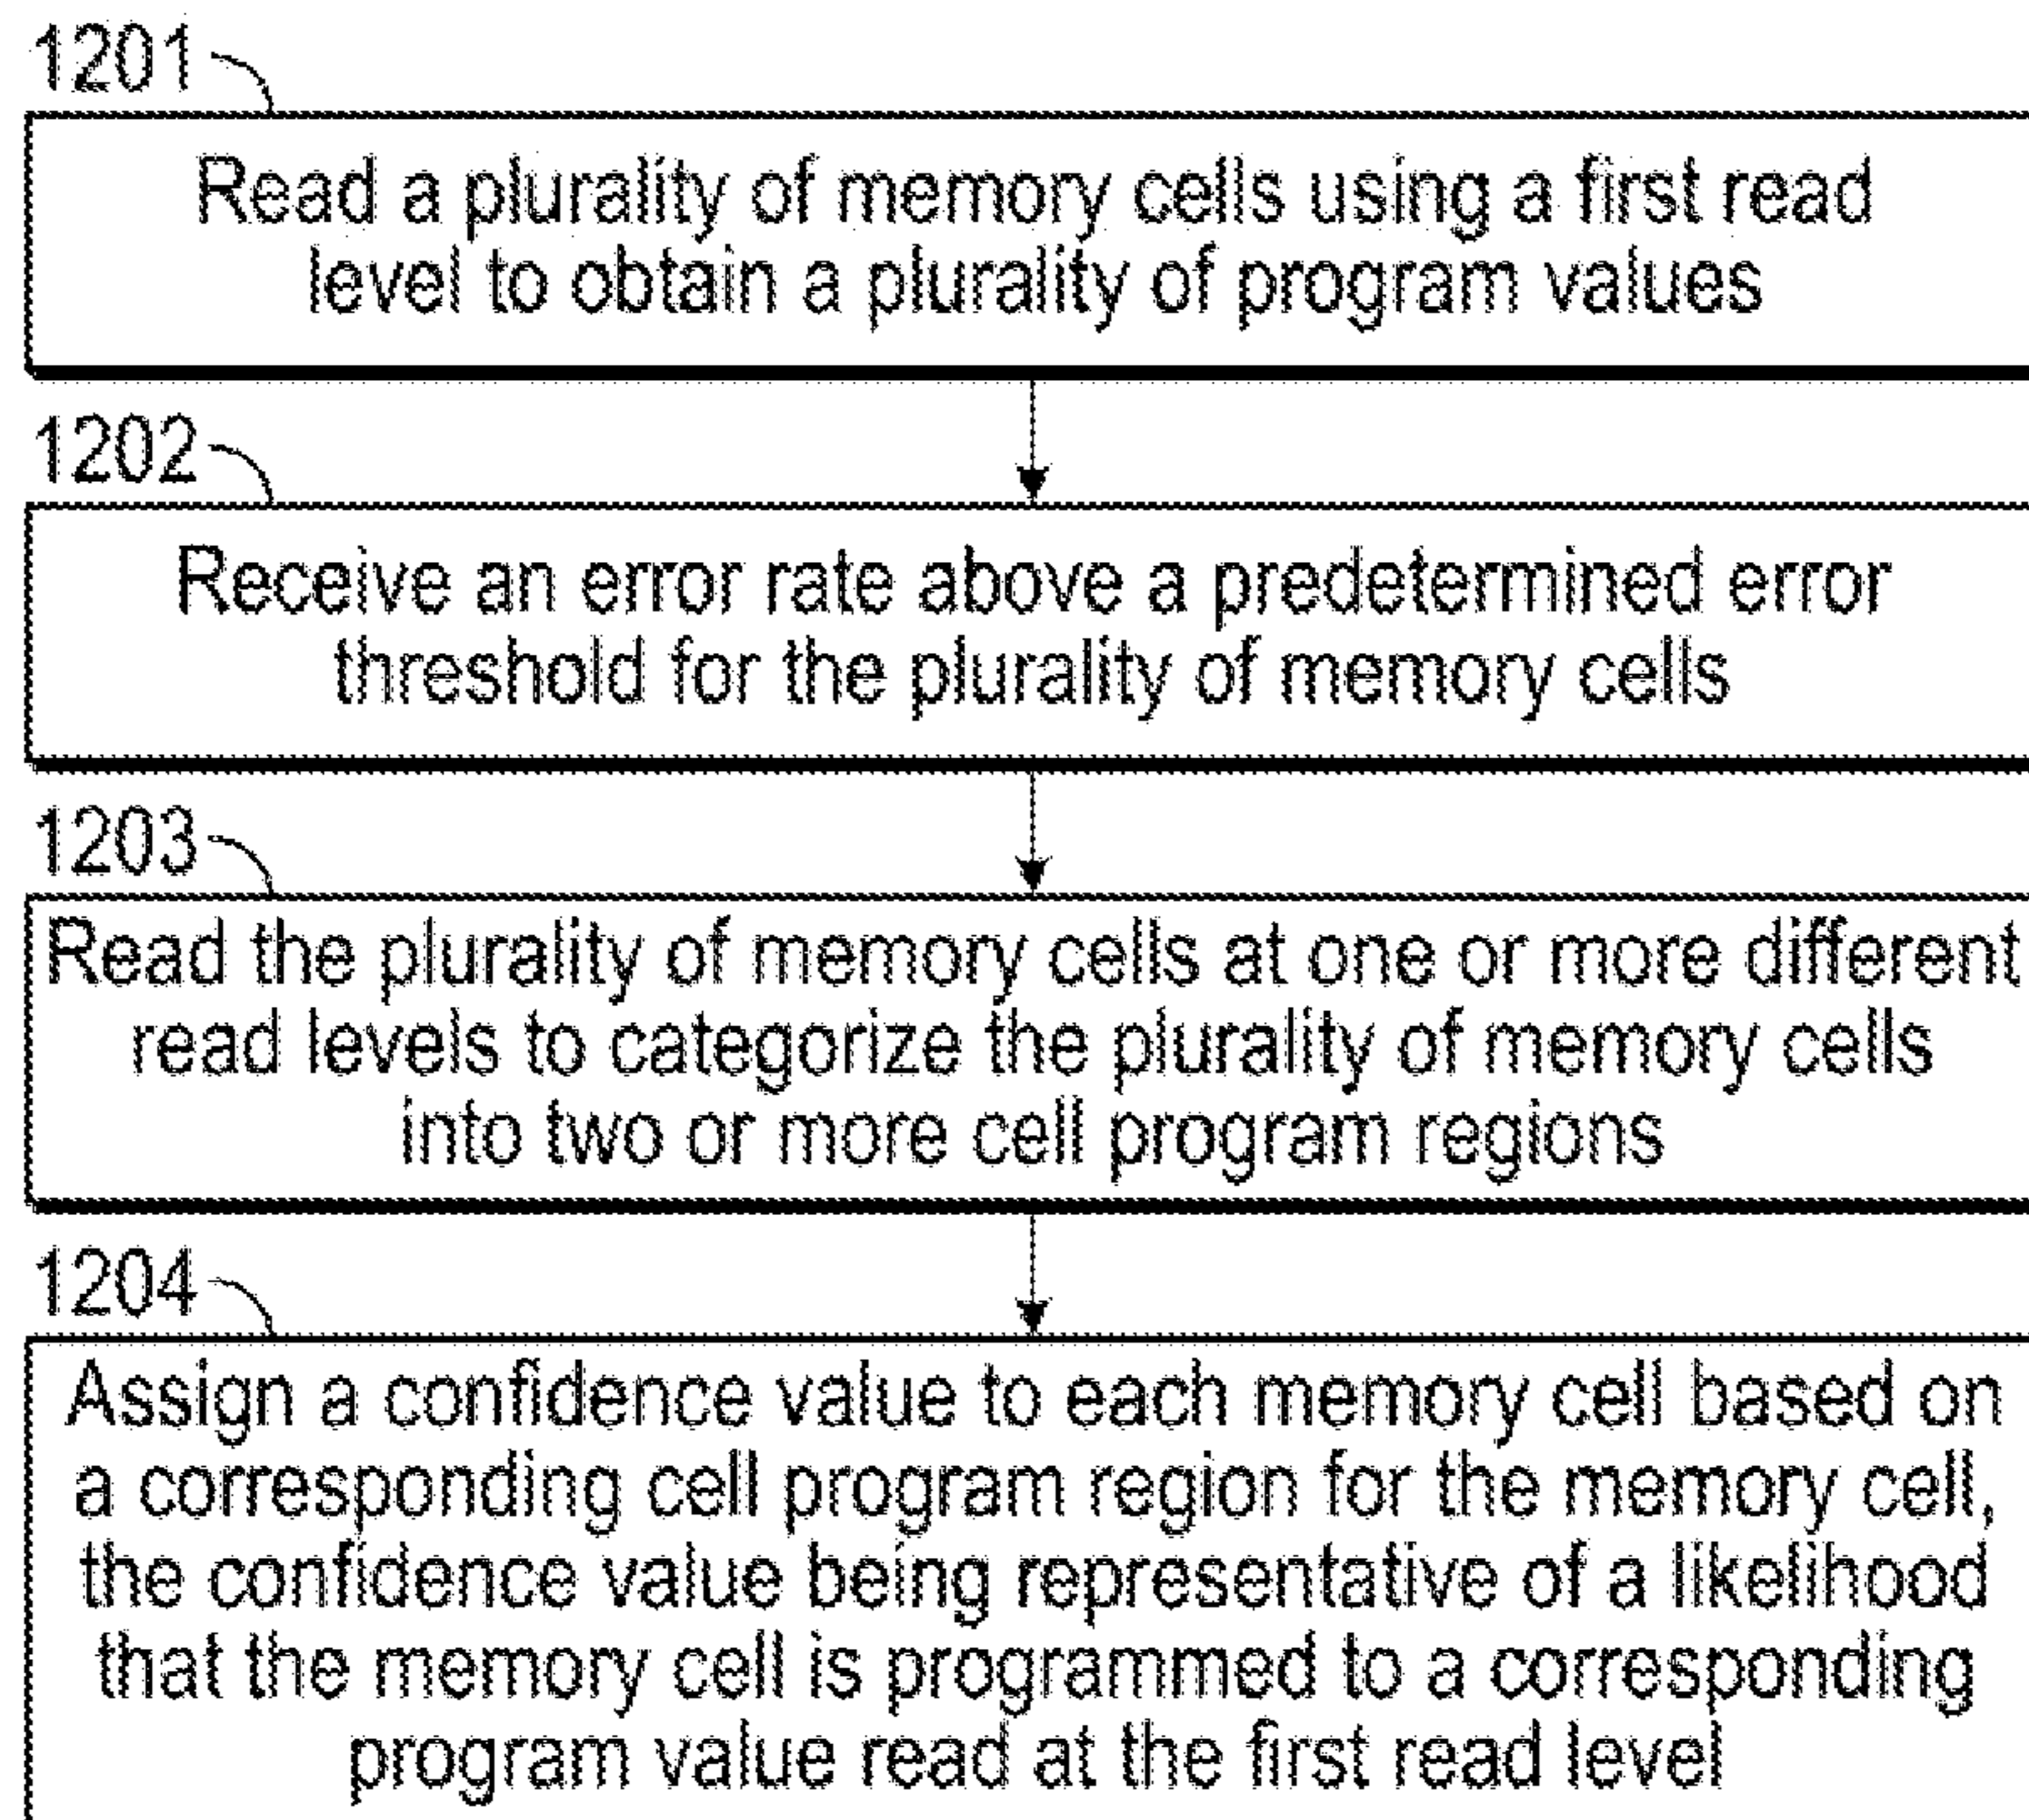 1201
Read a plurality of memory cells using a first read
level to obtain a plurality of program values
1202
Receive an error rate above a predetermined error
threshold for the plurality of memory cells
1203
Read the plurality of memory cells at one or more different
read levels to categorize the plurality of memory cells
into two or more cell program regions
1204
Assign a confidence value to each memory cell based on
a corresponding cell program region for the memory cell,
the confidence value being representative of a likelihood
that the memory cell is programmed to a corresponding
program value read at the first read level